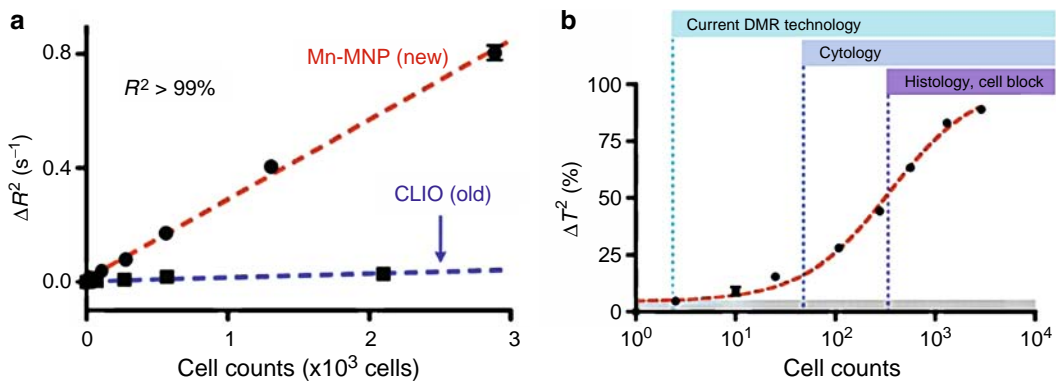 a
Mn-MNP (new)
R² > 99%
CLIO (old)
0.8
0.4
0.0
ΔR² (s⁻¹)
0
1
2
3
Cell counts (x10³ cells)
b
Current DMR technology
Cytology
Histology, cell block
100
75
50
25
0
ΔT² (%)
10⁰
10¹
10²
10³
10⁴
Cell counts